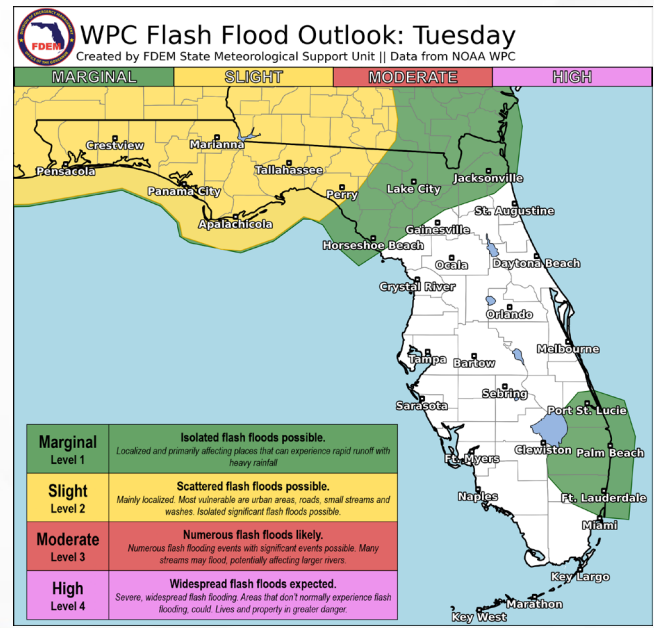 WPC Flash Flood Outlook: Tuesday
Created by FDEM State Meteorological Support Unit || Data from NOAA WPC
FDEM
MARGINAL
SLIGHT
MODERATE
HIGH
Crestview
Marianna
Pensacola
Tallahassee
Panama City
Perry
Lake City
Jacksonville
Apalachicola
St. Augustine
Gainesville
Horseshoe Beach
Ocala
Daytona Beach
Crystal River
Orlando
Tampa
Bartow
Melbourne
Sebring
Sarasota
Port St. Lucie
Clewiston
Palm Beach
Ft. Myers
Naples
Ft. Lauderdale
Miami
Key Largo
Marathon
Key West
Marginal
Level 1
Isolated flash floods possible.
Localized and primarily affecting places that can experience rapid runoff with
heavy rainfall
Slight
Level 2
Scattered flash floods possible.
Mainly localized. Most vulnerable are urban areas, roads, small streams and
washes. Isolated significant flash floods possible.
Moderate
Level 3
Numerous flash floods likely.
Numerous flash flooding events with significant events possible. Many
streams may flood, potentially affecting larger rivers.
High
Level 4
Widespread flash floods expected.
Severe, widespread flash flooding. Areas that don't normally experience flash
flooding, could. Lives and property in greater danger.